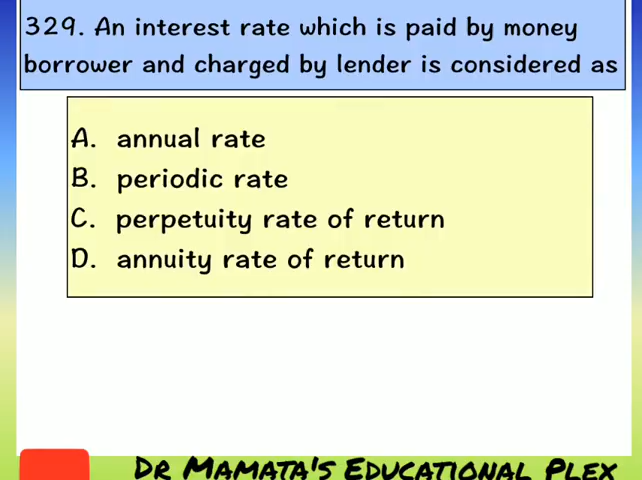 329. An interest rate which is paid by money
borrower and charged by lender is considered as
A. annual rate
B. periodic rate
C. perpetuity rate of return
D. annuity rate of return
Dr Mamata's Educational Plex